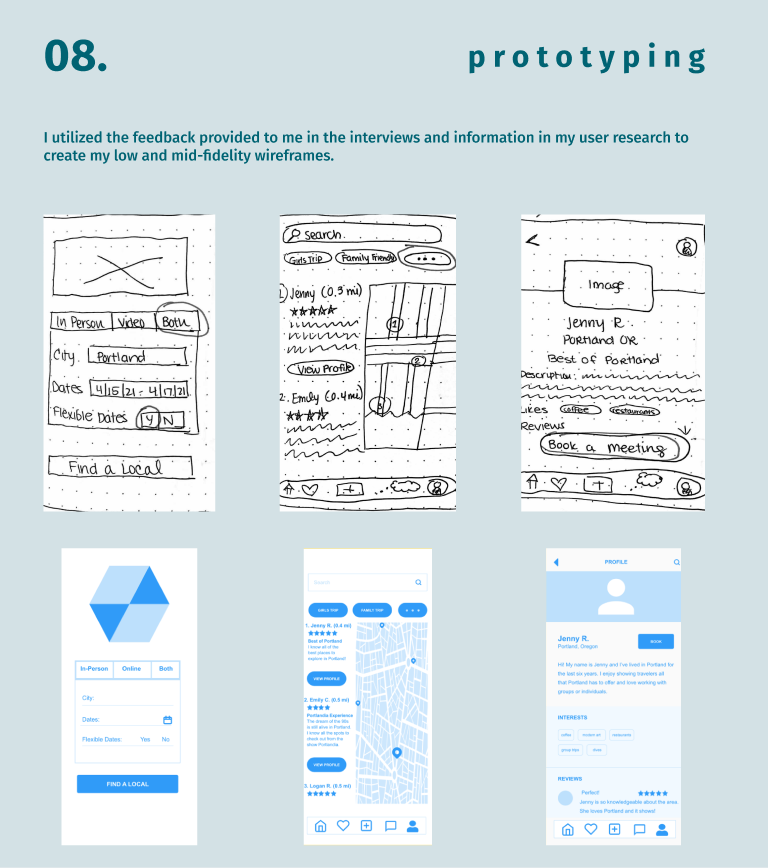 08.
prototyping
I utilized the feedback provided to me in the interviews and information in my user research to
create my low and mid-fidelity wireframes.
In Person Video Both
City. Portland
Dates 4/15/21 - 4/17/21
Flexible Dates Y N
Find a Local
Search
Girls Trip Family Friendly ...
1) Jenny (0.3 mi)
View Profile
2. Emily (0.4 mi)
1
2
3
Image
Jenny R.
Portland OR
Best of Portland
Description:
Likes coffee restaurants
Reviews
Book a meeting
In-Person Online Both
City:
Dates:
Flexible Dates: Yes No
FIND A LOCAL
Search
GIRLS TRIP FAMILY TRIP
1. Jenny R. (0.4 mi)
Best of Portland
I know all of the
best places to
explore in Portland!
VIEW PROFILE
2. Emily C. (0.5 mi)
Portlandia Experience
The dream of the 90s
is still alive in Portland.
I know all the spots to
check out from the
show Portlandia.
VIEW PROFILE
3. Logan R. (0.5 mi)
PROFILE
Jenny R.
Portland, Oregon
BOOK
Hi! My name is Jenny and I've lived in Portland for
the last six years. I enjoy showing travelers all
that Portland has to offer and love working with
groups or individuals.
INTERESTS
coffee modern art restaurants
REVIEWS
Perfect!
Jenny is so knowledgeable about the area.
She loves Portland and it shows!